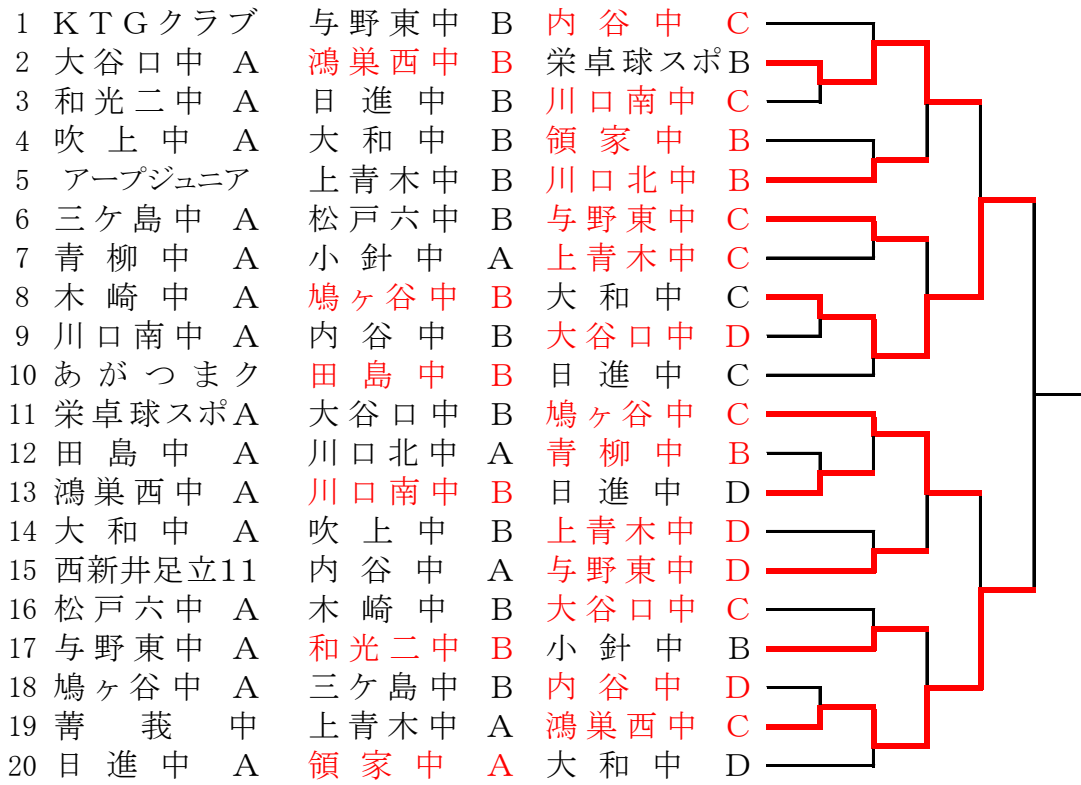 1 KTGクラブ 与野東中 B 内谷中 C
2 大谷口中 A 鴻巣西中 B 栄卓球スポB
3 和光二中 A 日進中 B 川口南中 C
4 吹上中 A 大和中 B 領家中 B
5 アープジュニア 上青木中 B 川口北中 B
6 三ケ島中 A 松戸六中 B 与野東中 C
7 青柳中 A 小針中 A 上青木中 C
8 木崎中 A 鳩ヶ谷中 B 大和中 C
9 川口南中 A 内谷中 B 大谷口中 D
10 あがつまク 田島中 B 日進中 C
11 栄卓球スポA 大谷口中 B 鳩ヶ谷中 C
12 田島中 A 川口北中 A 青柳中 B
13 鴻巣西中 A 川口南中 B 日進中 D
14 大和中 A 吹上中 B 上青木中 D
15 西新井足立11 内谷中 A 与野東中 D
16 松戸六中 A 木崎中 B 大谷口中 C
17 与野東中 A 和光二中 B 小針中 B
18 鳩ヶ谷中 A 三ケ島中 B 内谷中 D
19 菁莪中 上青木中 A 鴻巣西中 C
20 日進中 A 領家中 A 大和中 D